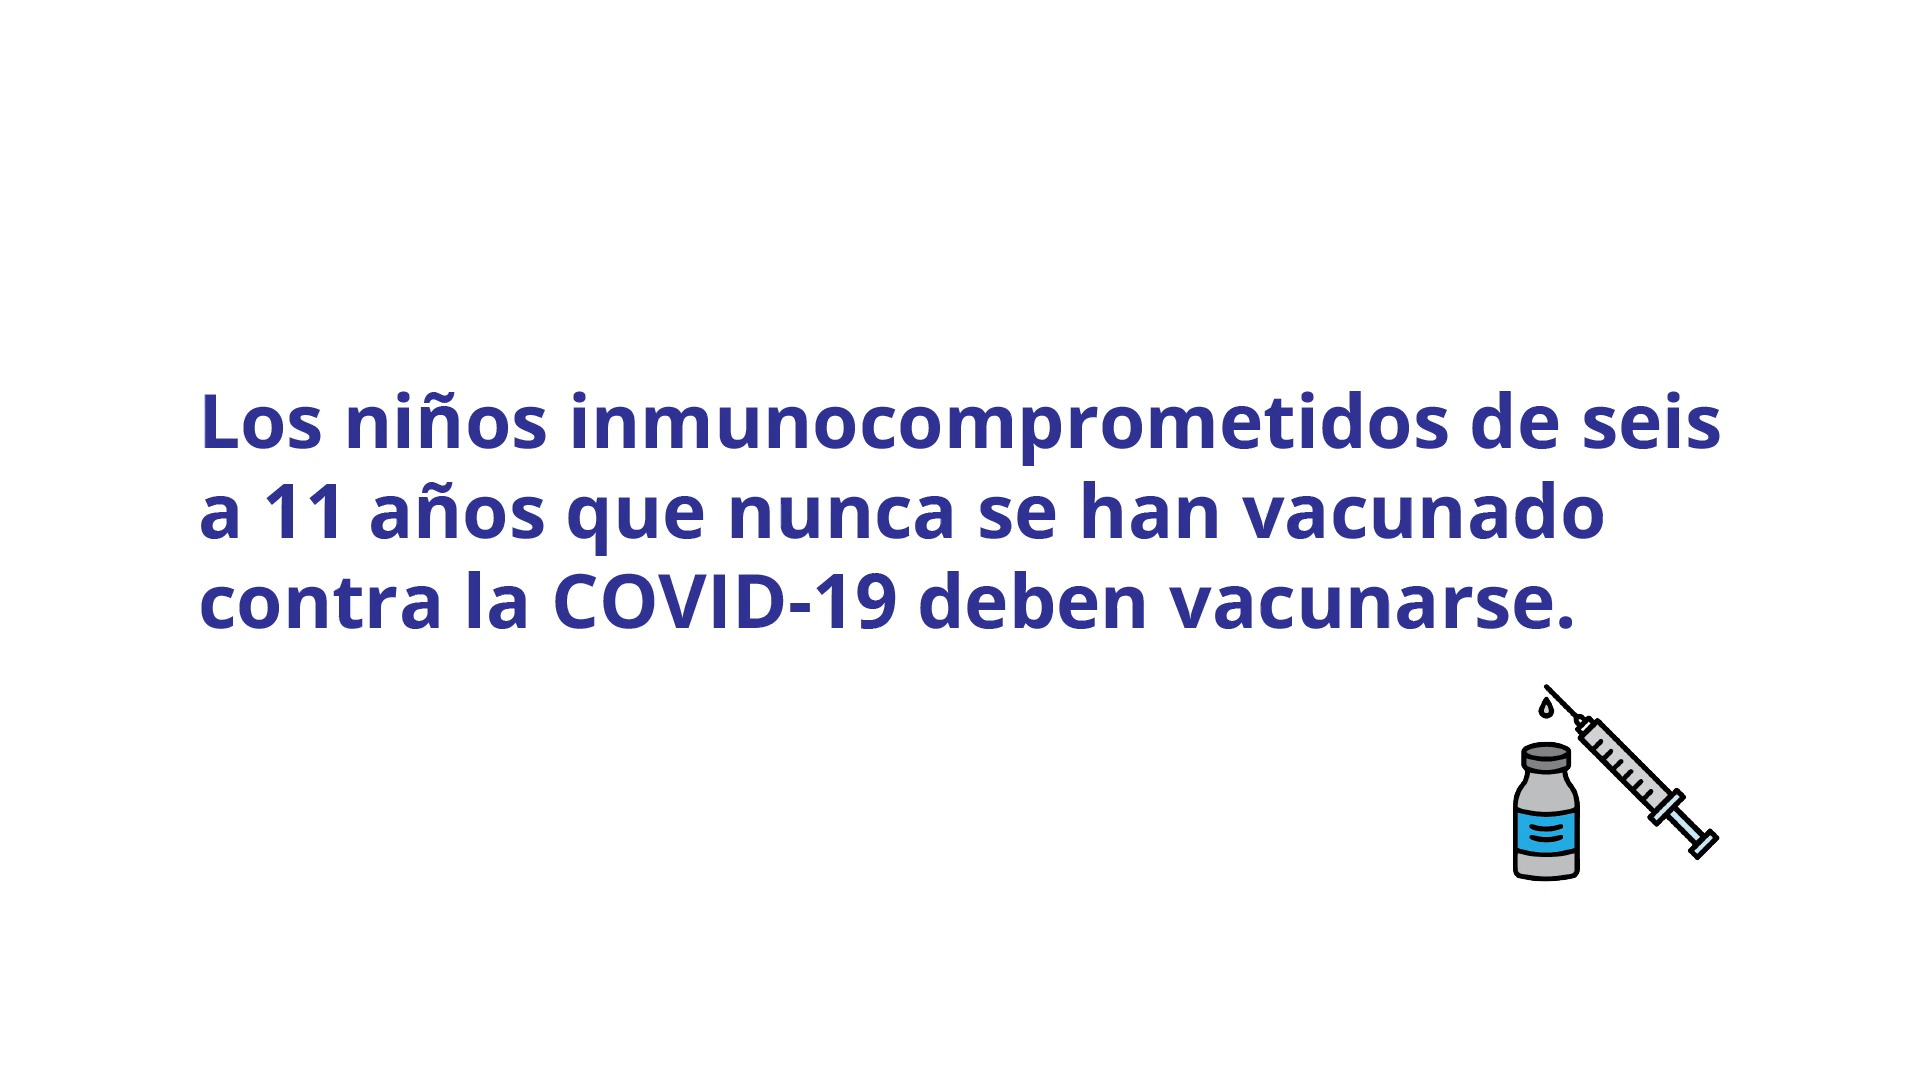 Los niños inmunocomprometidos de seis
a 11 años que nunca se han vacunado
contra la COVID-19 deben vacunarse.